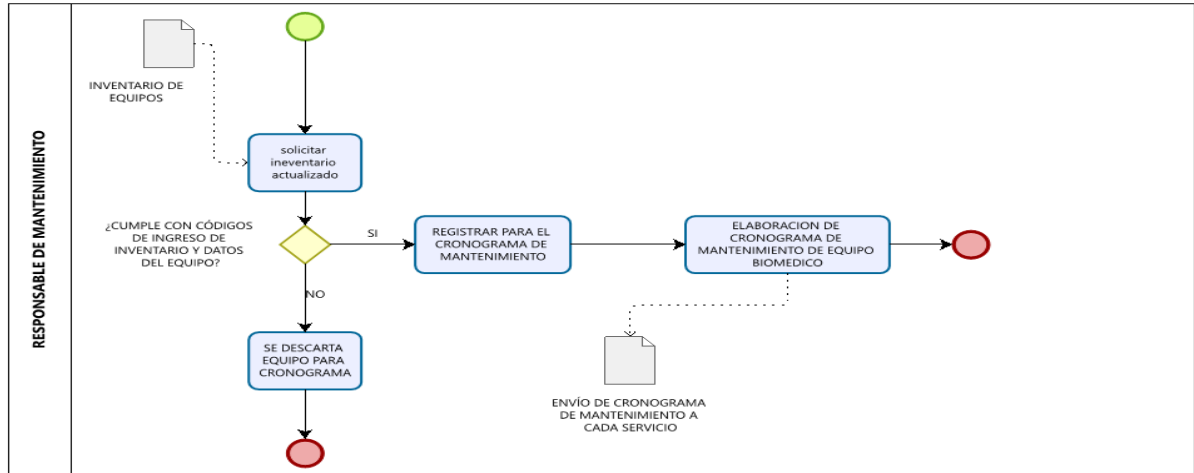 RESPONSABLE DE MANTENIMIENTO
INVENTARIO DE
EQUIPOS
solicitar
ineventario
actualizado
¿CUMPLE CON CÓDIGOS
DE INGRESO DE
INVENTARIO Y DATOS
DEL EQUIPO?
SI
REGISTRAR PARA EL
CRONOGRAMA DE
MANTENIMIENTO
ELABORACION DE
CRONOGRAMA DE
MANTENIMIENTO DE EQUIPO
BIOMEDICO
NO
SE DESCARTA
EQUIPO PARA
CRONOGRAMA
ENVÍO DE CRONOGRAMA
DE MANTENIMIENTO A
CADA SERVICIO